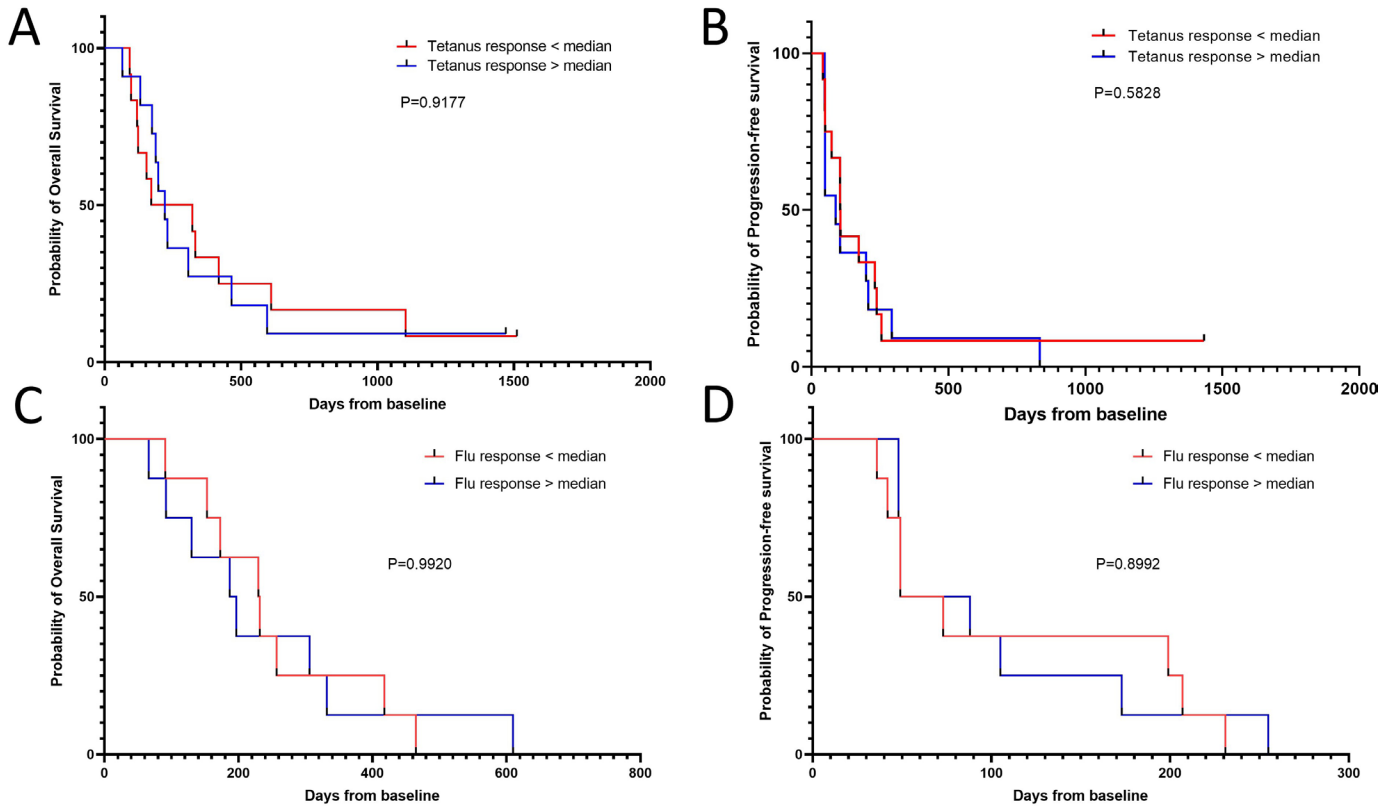 A
Probability of Overall Survival
100
50
0
0
500
1000
1500
2000
Days from baseline
Tetanus response < median
Tetanus response > median
P=0.9177
B
Probability of Progression-free survival
100
50
0
0
500
1000
1500
2000
Days from baseline
Tetanus response < median
Tetanus response > median
P=0.5828
C
Probability of Overall Survival
100
50
0
0
200
400
600
800
Days from baseline
Flu response < median
Flu response > median
P=0.9920
D
Probability of Progression-free survival
100
50
0
0
100
200
300
Days from baseline
Flu response < median
Flu response > median
P=0.8992